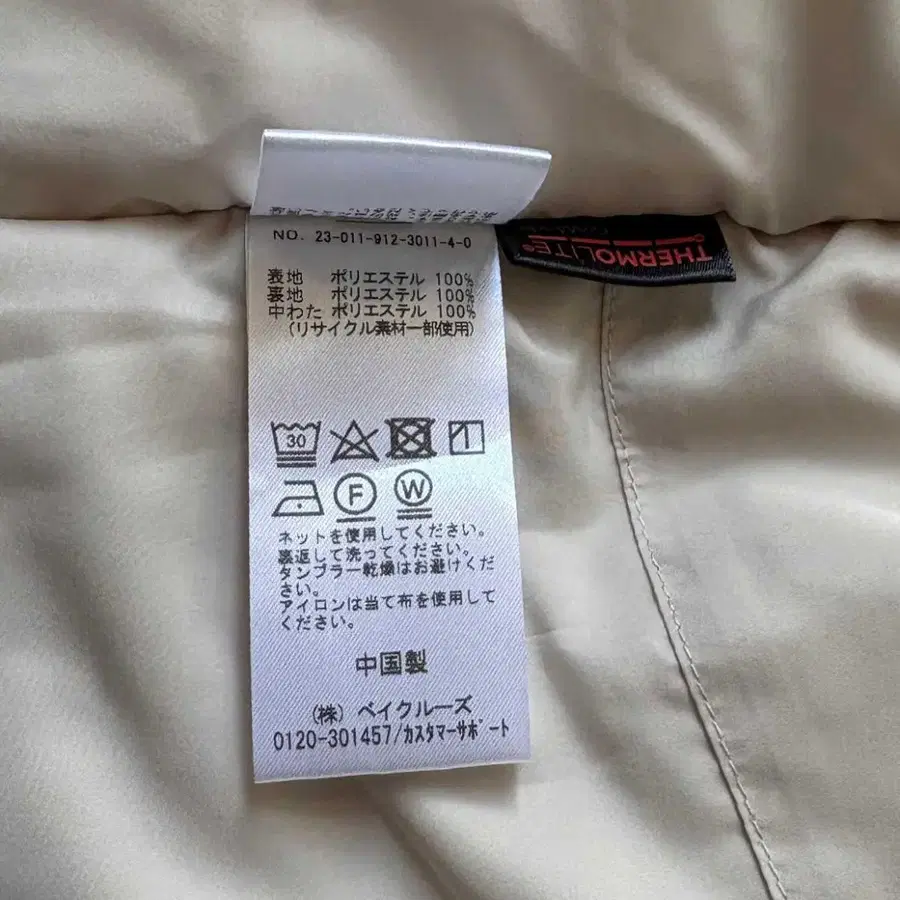 NO. 23-011-912-3011-4-0
THERMOLITE®
表地 ポリエステル 100%
裏地 ポリエステル 100%
中わた ポリエステル 100%
(リサイクル素材一部使用)
30
F
W
ネットを使用してください。
裏返して洗ってください。
タンブラー乾燥はお避けくだ
さい。
アイロンは当て布を使用して
ください。
中国製
(株) ベイクルーズ
0120-301457/カスタマーサポート